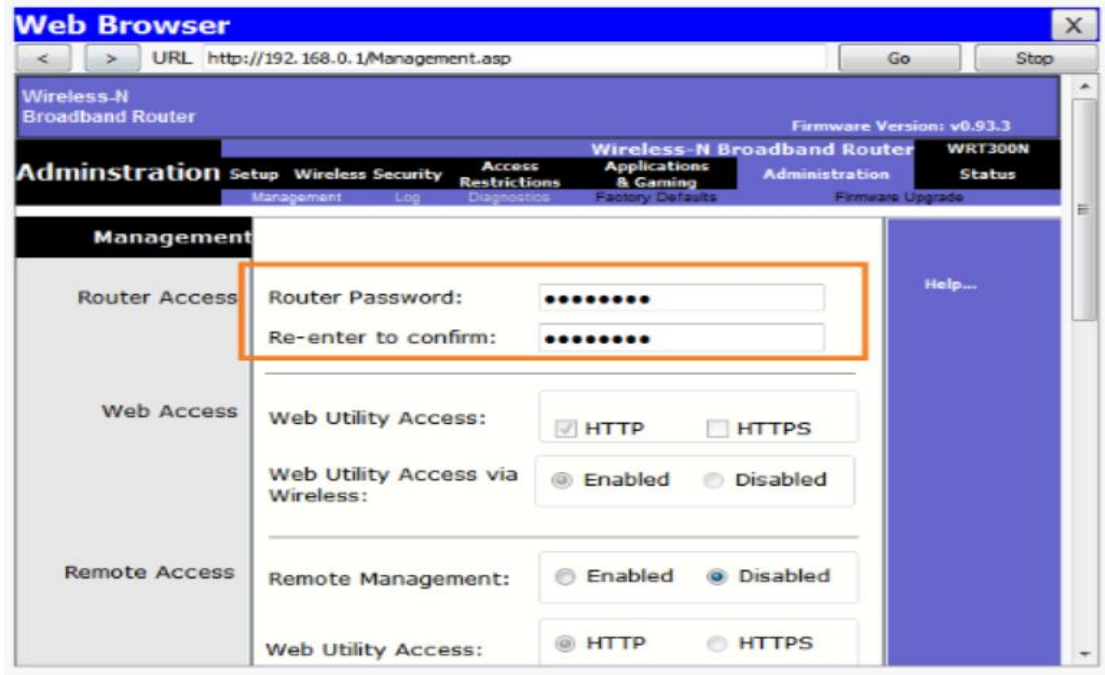 Web Browser X
< > URL http://192.168.0.1/Management.asp Go Stop
Wireless-N
Broadband Router
Firmware Version: v0.93.3
Wireless-N Broadband Router WRT300N
Adminstration Setup Wireless Security Access Restrictions Applications & Gaming Administration Status
Management Log Diagnostics Factory Defaults Firmware Upgrade
Management
Help...
Router Access Router Password: ●●●●●●●●
Re-enter to confirm: ●●●●●●●●
Web Access Web Utility Access: HTTP HTTPS
Web Utility Access via
Wireless: Enabled Disabled
Remote Access Remote Management: Enabled Disabled
Web Utility Access: HTTP HTTPS